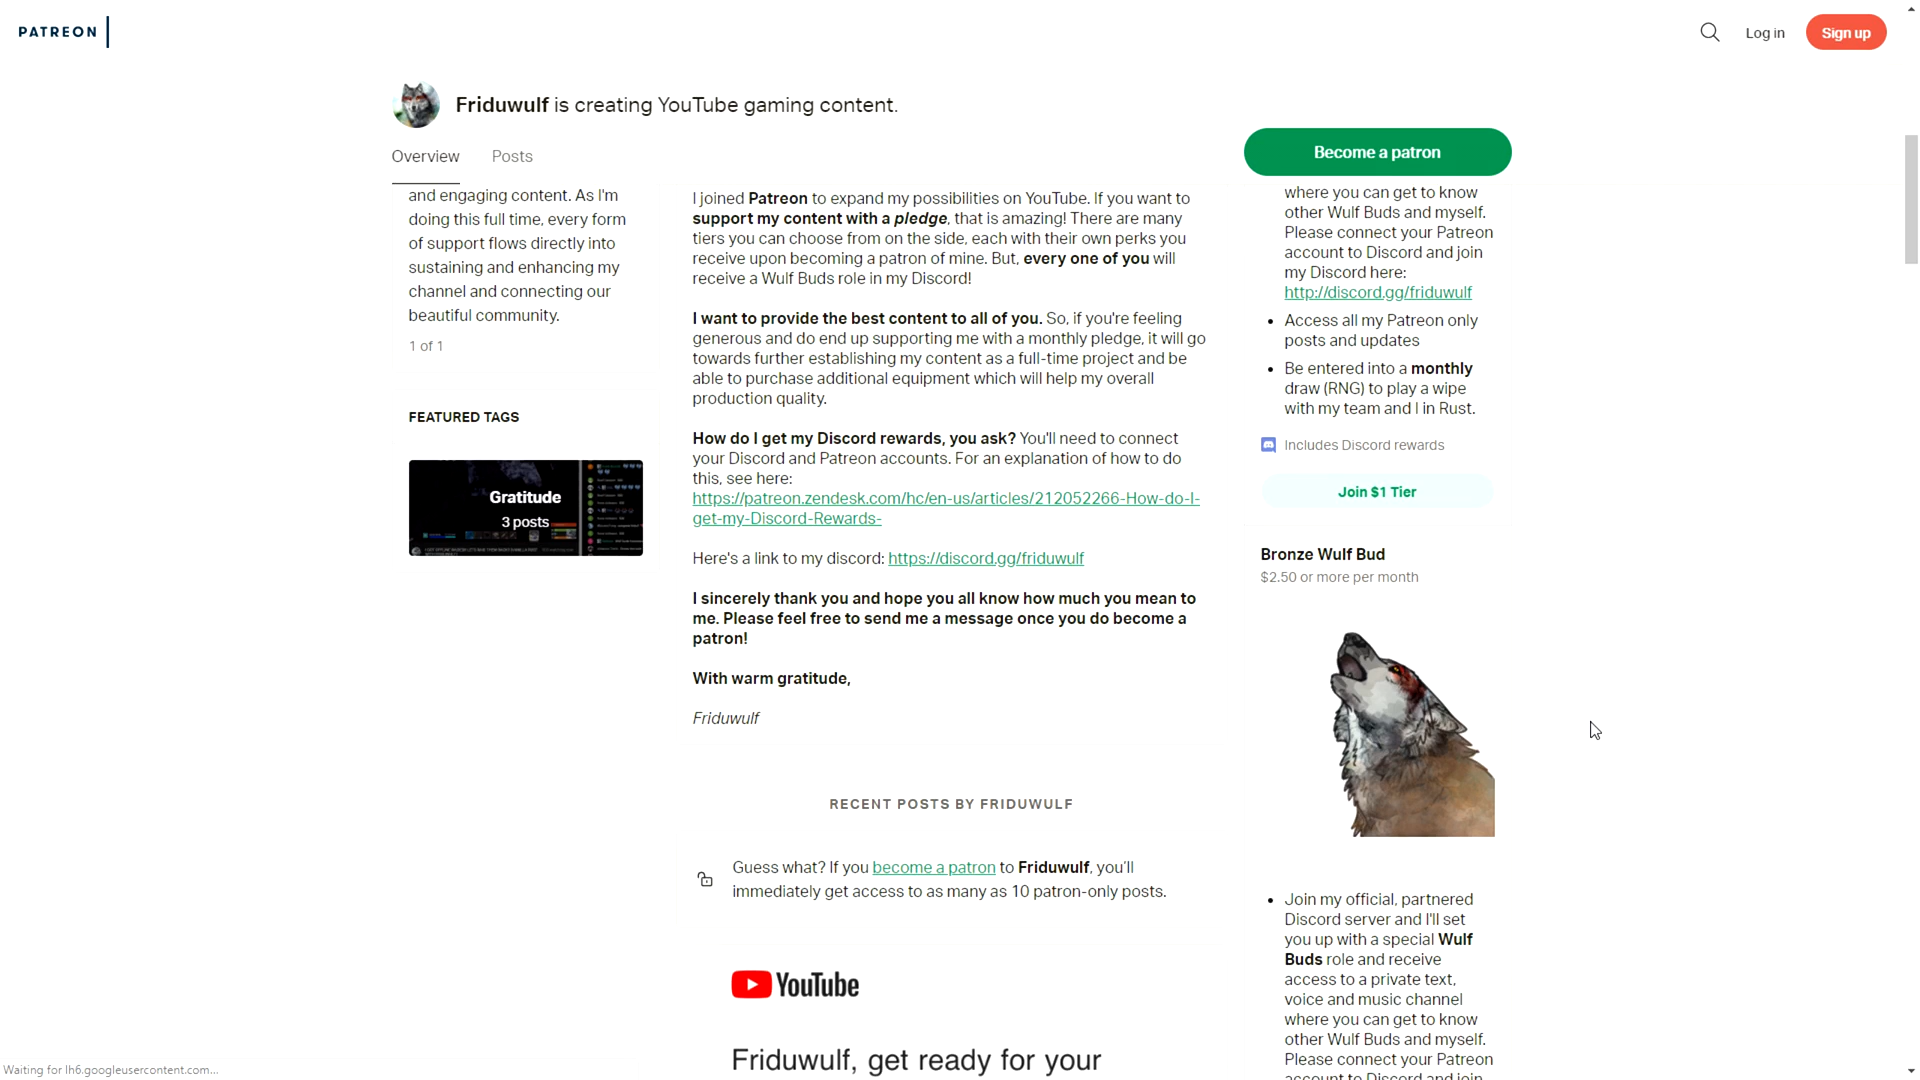 PATREON
Log in
Sign up
Friduwulf is creating YouTube gaming content.
Overview
Posts
Become a patron
and engaging content. As I'm
doing this full time, every form
of support flows directly into
sustaining and enhancing my
channel and connecting our
beautiful community.
1 of 1
FEATURED TAGS
Gratitude
3 posts
I joined Patreon to expand my possibilities on YouTube. If you want to
support my content with a pledge, that is amazing! There are many
tiers you can choose from on the side, each with their own perks you
receive upon becoming a patron of mine. But, every one of you will
receive a Wulf Buds role in my Discord!
I want to provide the best content to all of you. So, if you're feeling
generous and do end up supporting me with a monthly pledge, it will go
towards further establishing my content as a full-time project and be
able to purchase additional equipment which will help my overall
production quality.
How do I get my Discord rewards, you ask? You'll need to connect
your Discord and Patreon accounts. For an explanation of how to do
this, see here:
https://patreon.zendesk.com/hc/en-us/articles/212052266-How-do-I-
get-my-Discord-Rewards-
Here's a link to my discord: https://discord.gg/friduwulf
I sincerely thank you and hope you all know how much you mean to
me. Please feel free to send me a message once you do become a
patron!
With warm gratitude,
Friduwulf
RECENT POSTS BY FRIDUWULF
Guess what? If you become a patron to Friduwulf, you'll
immediately get access to as many as 10 patron-only posts.
YouTube
Friduwulf, get ready for your
where you can get to know
other Wulf Buds and myself.
Please connect your Patreon
account to Discord and join
my Discord here:
http://discord.gg/friduwulf
• Access all my Patreon only
posts and updates
• Be entered into a monthly
draw (RNG) to play a wipe
with my team and I in Rust.
Includes Discord rewards
Join $1 Tier
Bronze Wulf Bud
$2.50 or more per month
• Join my official, partnered
Discord server and I'll set
you up with a special Wulf
Buds role and receive
access to a private text,
voice and music channel
where you can get to know
other Wulf Buds and myself.
Please connect your Patreon
account to Discord and join
Waiting for lh6.googleusercontent.com...